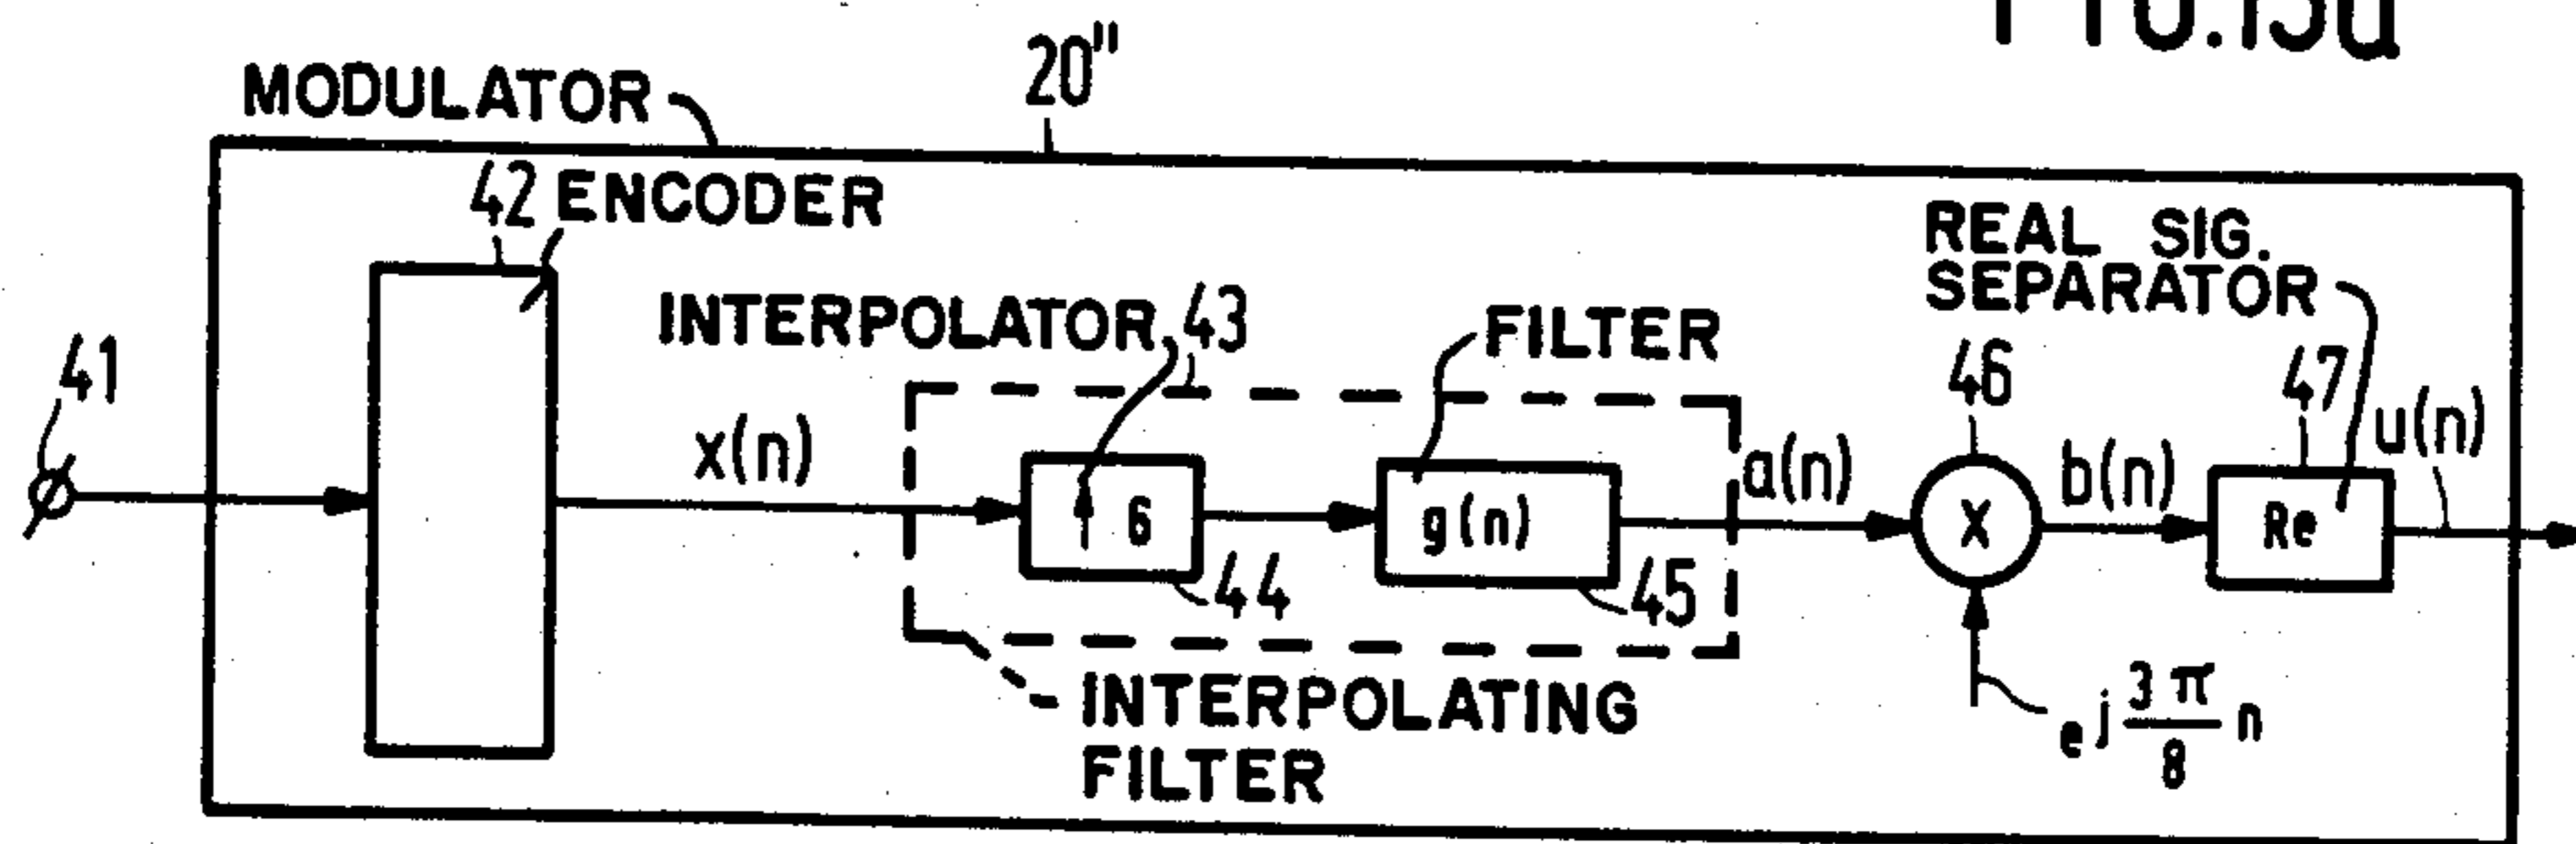 FIG.15a
MODULATOR
20"
42 ENCODER
REAL SIG.
SEPARATOR
INTERPOLATOR 43
FILTER
41
46
47
x(n)
a(n)
b(n)
u(n)
↑ 6
g(n)
X
Re
44
45
INTERPOLATING
FILTER
e j 3π/8 n